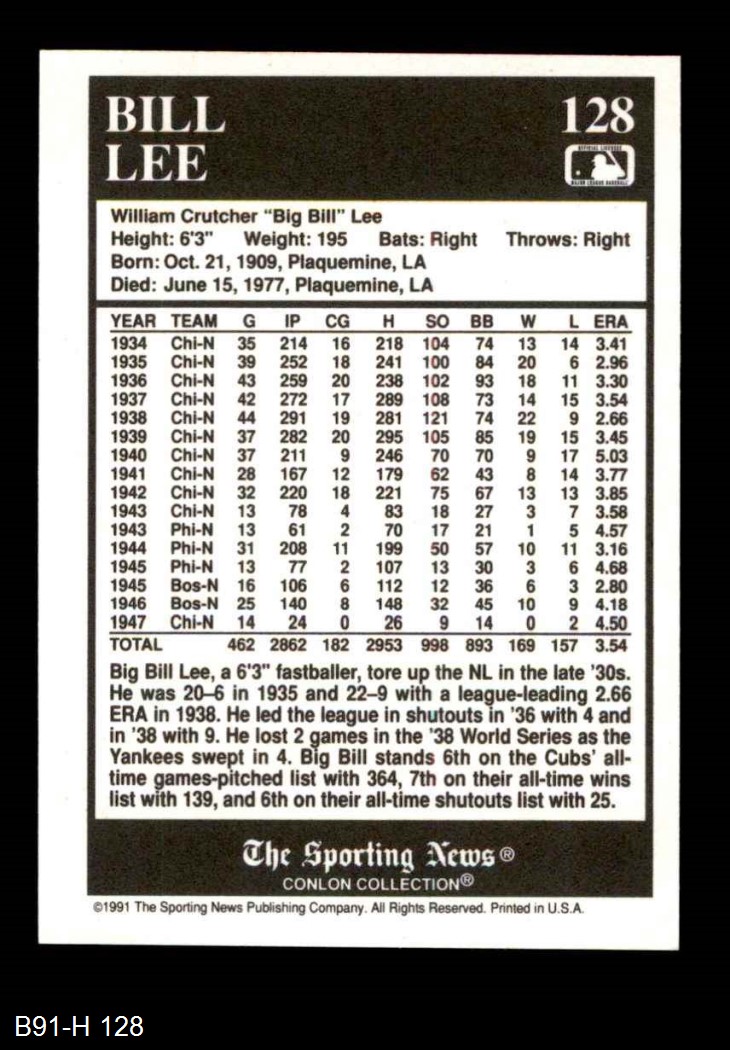 BILL
LEE
128
OFFICIAL LICENSEE
MAJOR LEAGUE BASEBALL
William Crutcher "Big Bill" Lee
Height: 6'3" Weight: 195 Bats: Right Throws: Right
Born: Oct. 21, 1909, Plaquemine, LA
Died: June 15, 1977, Plaquemine, LA
YEAR TEAM G IP CG H SO BB W L ERA
1934 Chi-N 35 214 16 218 104 74 13 14 3.41
1935 Chi-N 39 252 18 241 100 84 20 6 2.96
1936 Chi-N 43 259 20 238 102 93 18 11 3.30
1937 Chi-N 42 272 17 289 108 73 14 15 3.54
1938 Chi-N 44 291 19 281 121 74 22 9 2.66
1939 Chi-N 37 282 20 295 105 85 19 15 3.45
1940 Chi-N 37 211 9 246 70 70 9 17 5.03
1941 Chi-N 28 167 12 179 62 43 8 14 3.77
1942 Chi-N 32 220 18 221 75 67 13 13 3.85
1943 Chi-N 13 78 4 83 18 27 3 7 3.58
1943 Phi-N 13 61 2 70 17 21 1 5 4.57
1944 Phi-N 31 208 11 199 50 57 10 11 3.16
1945 Phi-N 13 77 2 107 13 30 3 6 4.68
1945 Bos-N 16 106 6 112 12 36 6 3 2.80
1946 Bos-N 25 140 8 148 32 45 10 9 4.18
1947 Chi-N 14 24 0 26 9 14 0 2 4.50
TOTAL 462 2862 182 2953 998 893 169 157 3.54
Big Bill Lee, a 6'3" fastballer, tore up the NL in the late '30s.
He was 20–6 in 1935 and 22–9 with a league-leading 2.66
ERA in 1938. He led the league in shutouts in '36 with 4 and
in '38 with 9. He lost 2 games in the '38 World Series as the
Yankees swept in 4. Big Bill stands 6th on the Cubs' all-
time games-pitched list with 364, 7th on their all-time wins
list with 139, and 6th on their all-time shutouts list with 25.
The Sporting News®
CONLON COLLECTION®
©1991 The Sporting News Publishing Company. All Rights Reserved. Printed in U.S.A.
B91-H 128